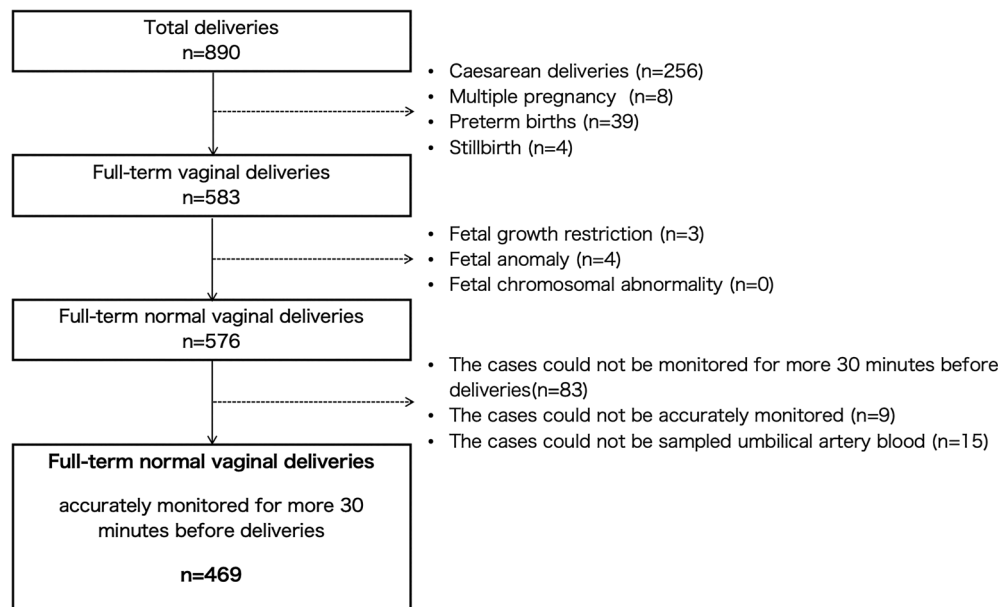 Total deliveries
n=890
• Caesarean deliveries (n=256)
• Multiple pregnancy (n=8)
• Preterm births (n=39)
• Stillbirth (n=4)
Full-term vaginal deliveries
n=583
• Fetal growth restriction (n=3)
• Fetal anomaly (n=4)
• Fetal chromosomal abnormality (n=0)
Full-term normal vaginal deliveries
n=576
• The cases could not be monitored for more 30 minutes before
deliveries(n=83)
• The cases could not be accurately monitored (n=9)
• The cases could not be sampled umbilical artery blood (n=15)
Full-term normal vaginal deliveries
accurately monitored for more 30
minutes before deliveries
n=469